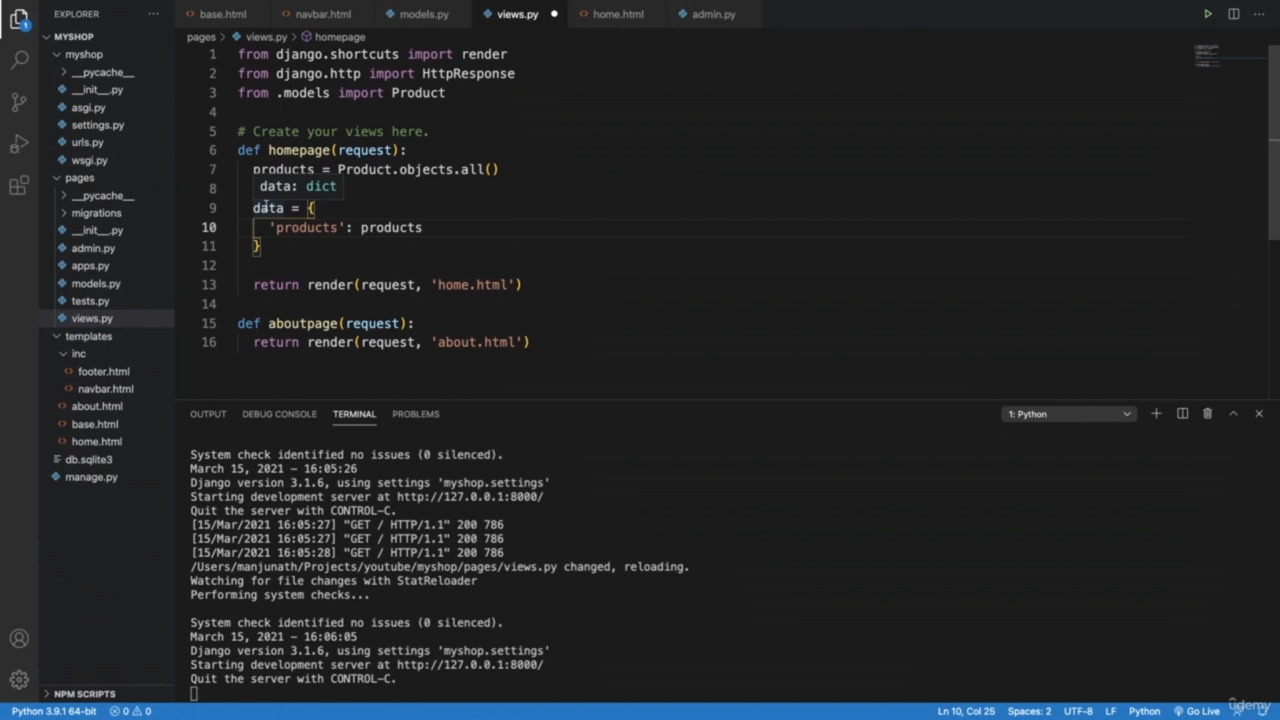 EXPLORER
base.html
navbar.html
models.py
views.py
home.html
admin.py
MYSHOP
pages > views.py > homepage
myshop
__pycache__
__init__.py
asgi.py
settings.py
urls.py
wsgi.py
pages
__pycache__
migrations
__init__.py
admin.py
apps.py
models.py
tests.py
views.py
templates
inc
footer.html
navbar.html
about.html
base.html
home.html
db.sqlite3
manage.py
NPM SCRIPTS
1 from django.shortcuts import render
2 from django.http import HttpResponse
3 from .models import Product
4
5 # Create your views here.
6 def homepage(request):
7 products = Product.objects.all()
8 data: dict
9 data = {
10 'products': products
11 }
12
13 return render(request, 'home.html')
14
15 def aboutpage(request):
16 return render(request, 'about.html')
OUTPUT DEBUG CONSOLE TERMINAL PROBLEMS 1: Python
System check identified no issues (0 silenced).
March 15, 2021 - 16:05:26
Django version 3.1.6, using settings 'myshop.settings'
Starting development server at http://127.0.0.1:8000/
Quit the server with CONTROL-C.
[15/Mar/2021 16:05:27] "GET / HTTP/1.1" 200 786
[15/Mar/2021 16:05:27] "GET / HTTP/1.1" 200 786
[15/Mar/2021 16:05:28] "GET / HTTP/1.1" 200 786
/Users/manjunath/Projects/youtube/myshop/pages/views.py changed, reloading.
Watching for file changes with StatReloader
Performing system checks...
System check identified no issues (0 silenced).
March 15, 2021 - 16:06:05
Django version 3.1.6, using settings 'myshop.settings'
Starting development server at http://127.0.0.1:8000/
Quit the server with CONTROL-C.
Python 3.9.1 64-bit 0 0 Ln 10, Col 25 Spaces: 2 UTF-8 LF Python Go Live
udemy